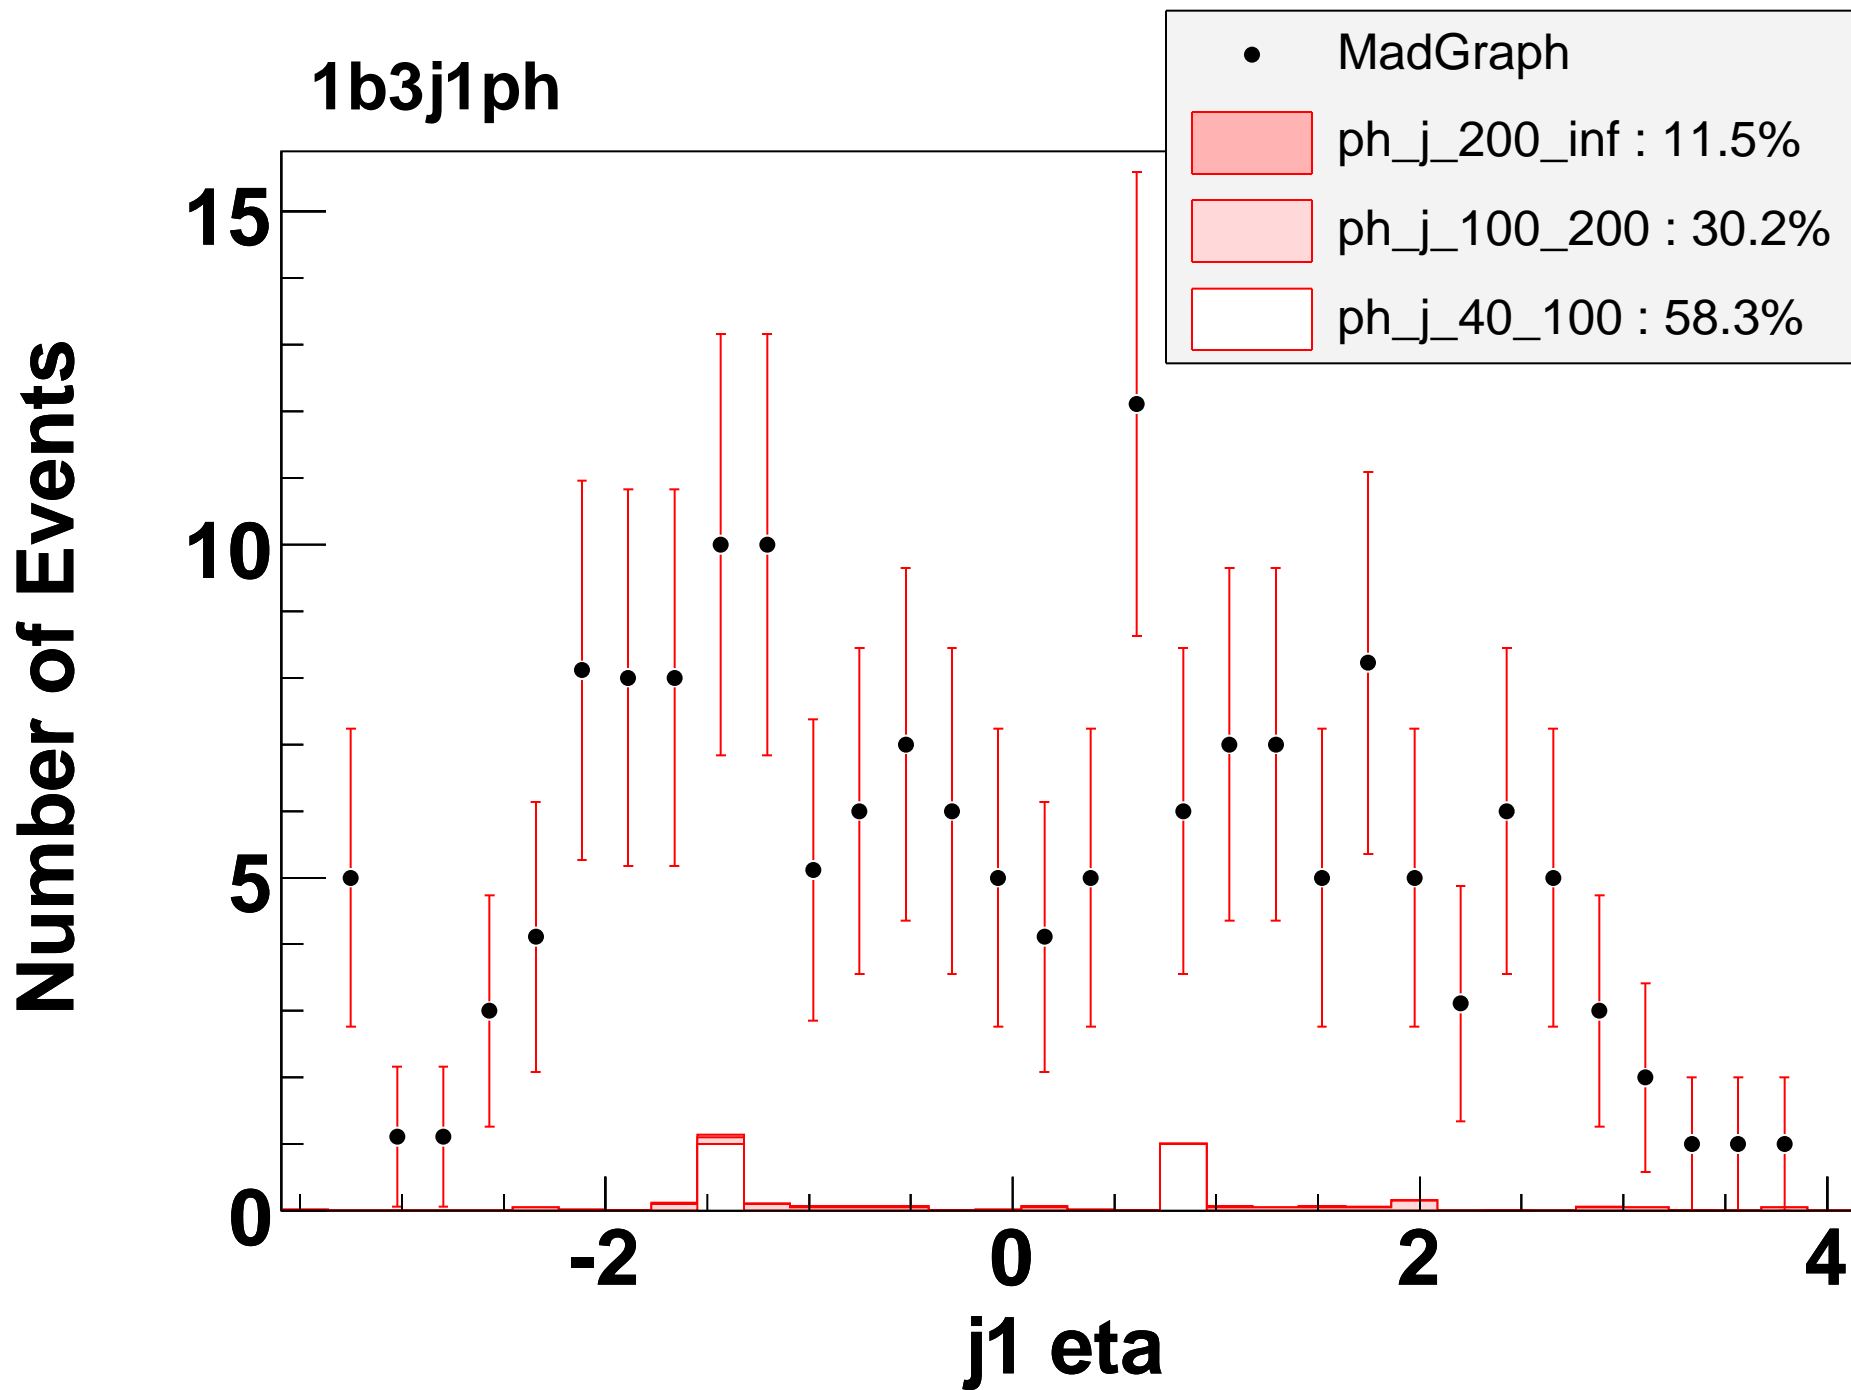 1b3j1ph
MadGraph
ph_j_200_inf : 11.5%
ph_j_100_200 : 30.2%
ph_j_40_100 : 58.3%
Number of Events
15
10
5
0
-2
0
2
4
j1 eta